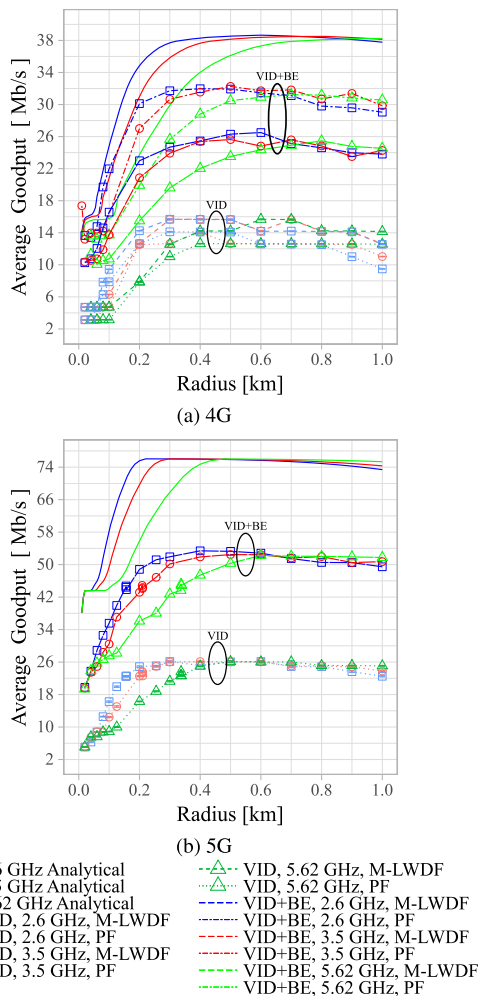 38
34
30
26
22
18
14
10
6
2
Average Goodput [ Mb/s ]
VID+BE
VID
0.0 0.2 0.4 0.6 0.8 1.0
Radius [km]
(a) 4G
74
66
58
50
42
34
26
18
10
2
Average Goodput [ Mb/s ]
VID+BE
VID
0.0 0.2 0.4 0.6 0.8 1.0
Radius [km]
(b) 5G
6 GHz Analytical
5 GHz Analytical
62 GHz Analytical
D, 2.6 GHz, M-LWDF
D, 2.6 GHz, PF
D, 3.5 GHz, M-LWDF
D, 3.5 GHz, PF
VID, 5.62 GHz, M-LWDF
VID, 5.62 GHz, PF
VID+BE, 2.6 GHz, M-LWDF
VID+BE, 2.6 GHz, PF
VID+BE, 3.5 GHz, M-LWDF
VID+BE, 3.5 GHz, PF
VID+BE, 5.62 GHz, M-LWDF
VID+BE, 5.62 GHz, PF